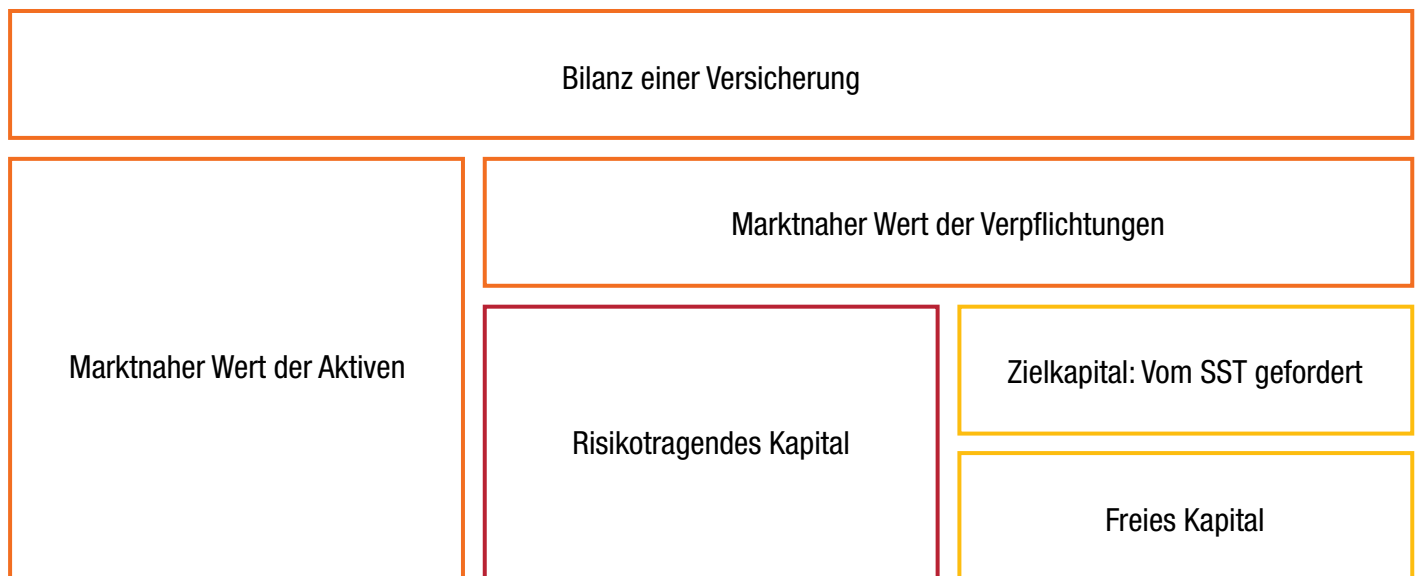 Bilanz einer Versicherung
Marktnaher Wert der Aktiven
Marktnaher Wert der Verpflichtungen
Risikotragendes Kapital
Zielkapital: Vom SST gefordert
Freies Kapital